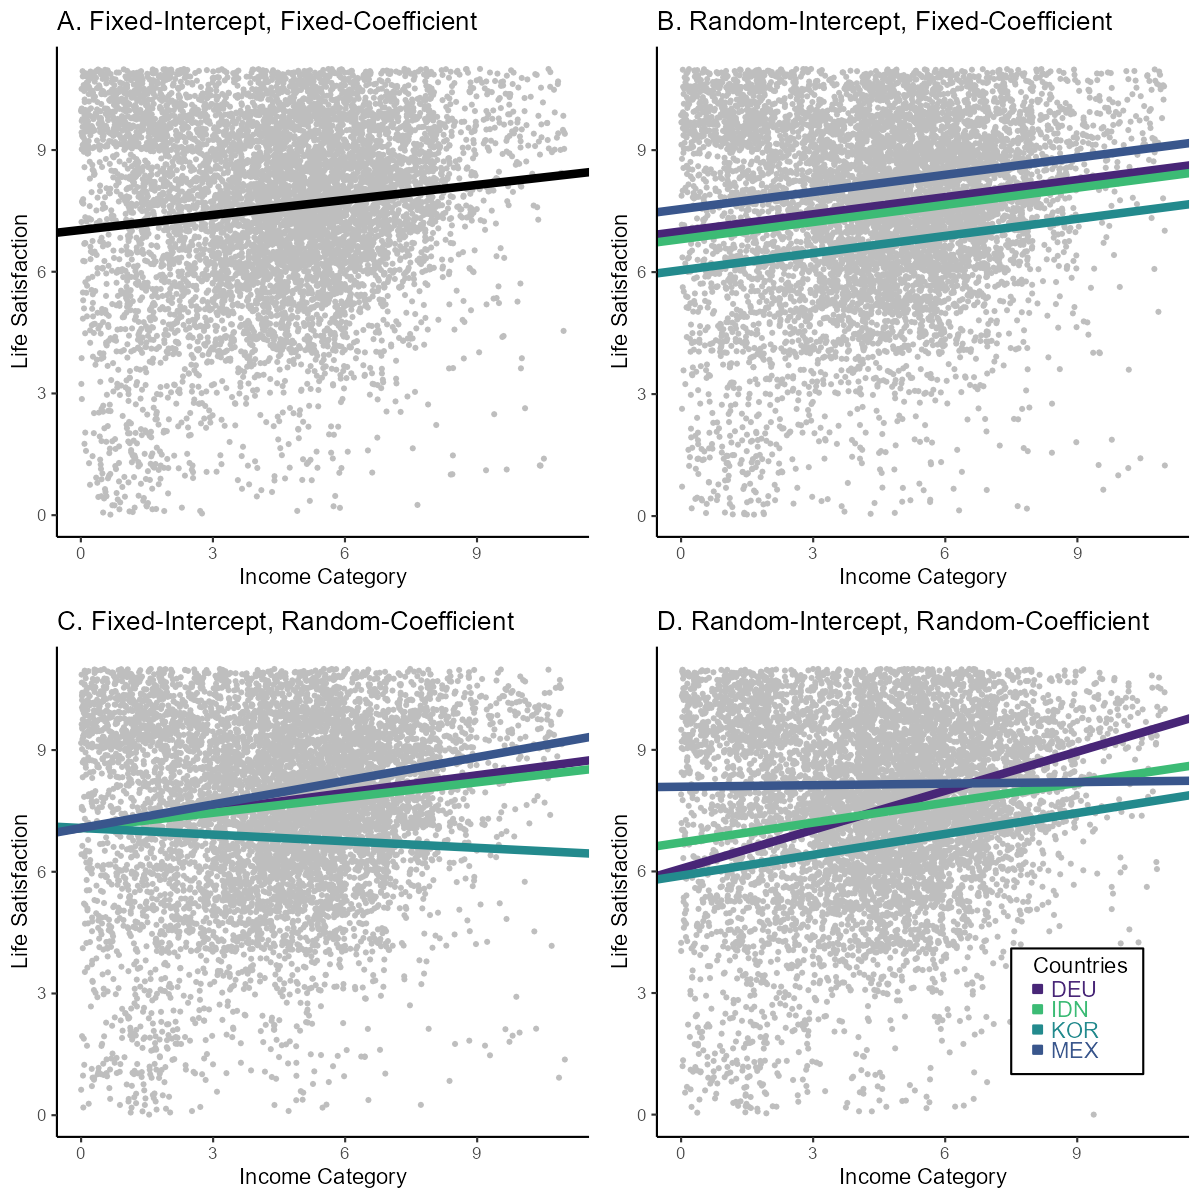 A. Fixed-Intercept, Fixed-Coefficient
Life Satisfaction
9
6
3
0
0 3 6 9
Income Category
B. Random-Intercept, Fixed-Coefficient
Life Satisfaction
9
6
3
0
0 3 6 9
Income Category
C. Fixed-Intercept, Random-Coefficient
Life Satisfaction
9
6
3
0
0 3 6 9
Income Category
D. Random-Intercept, Random-Coefficient
Life Satisfaction
9
6
3
0
Countries
DEU
IDN
KOR
MEX
0 3 6 9
Income Category